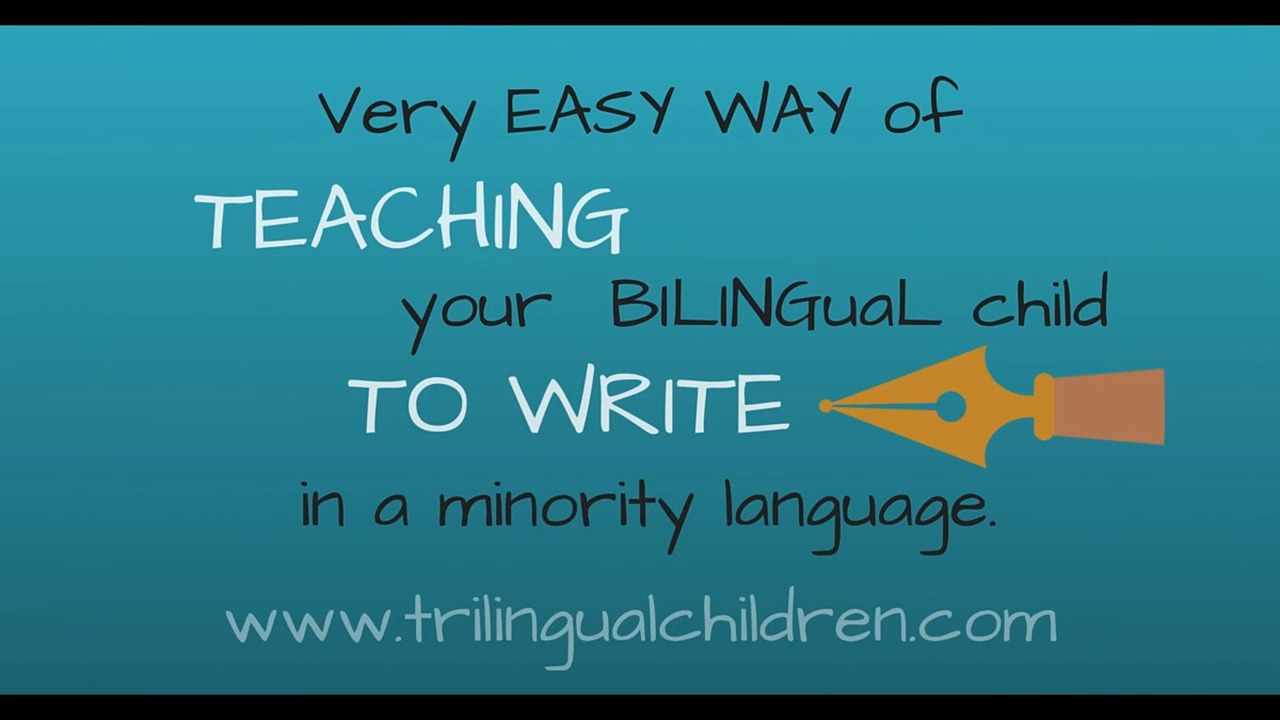 Very EASY WAY of
TEACHING
your BILINGuaL child
TO WRITE
in a minority language.
www.trilingualchildren.com